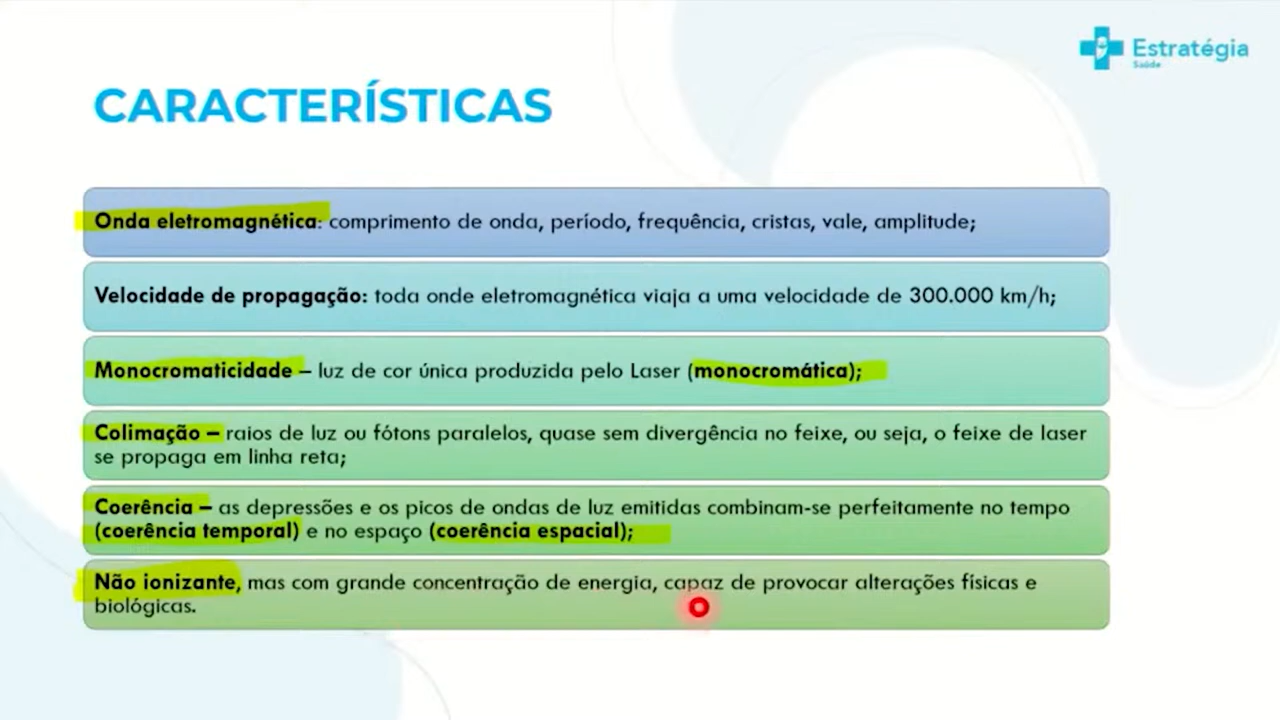 Estratégia
Saúde
CARACTERÍSTICAS
Onda eletromagnética: comprimento de onda, período, frequência, cristas, vale, amplitude;
Velocidade de propagação: toda onde eletromagnética viaja a uma velocidade de 300.000 km/h;
Monocromaticidade – luz de cor única produzida pelo Laser (monocromática);
Colimação – raios de luz ou fótons paralelos, quase sem divergência no feixe, ou seja, o feixe de laser
se propaga em linha reta;
Coerência – as depressões e os picos de ondas de luz emitidas combinam-se perfeitamente no tempo
(coerência temporal) e no espaço (coerência espacial);
Não ionizante, mas com grande concentração de energia, capaz de provocar alterações físicas e
biológicas.